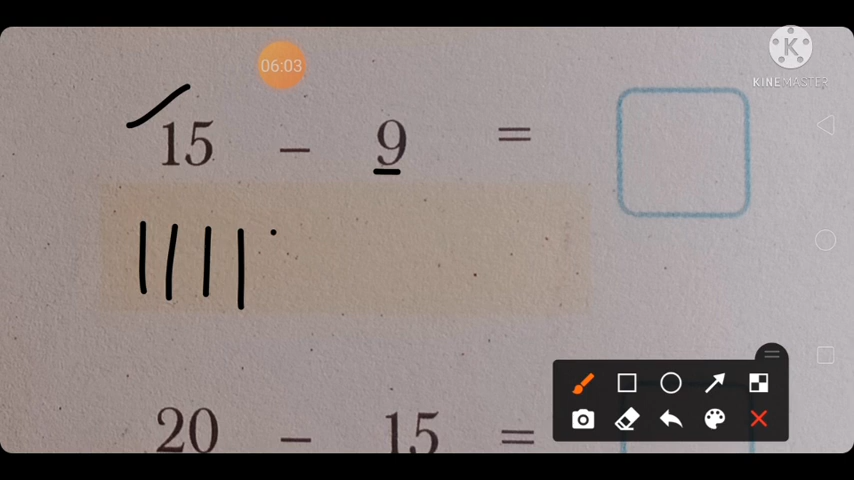 06:03
K
KINEMASTER
15 - 9 =
20 - 15 =